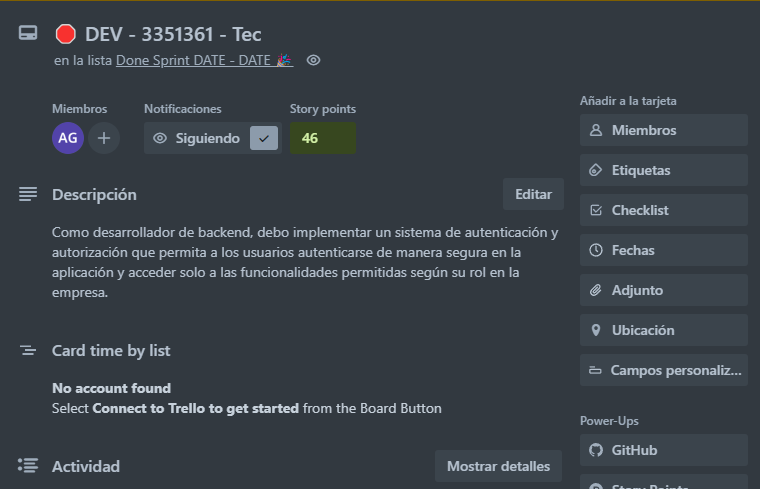 DEV - 3351361 - Tec
en la lista Done Sprint DATE - DATE 🎉
Miembros
Notificaciones
Story points
AG
Siguiendo
46
Descripción
Editar
Como desarrollador de backend, debo implementar un sistema de autenticación y
autorización que permita a los usuarios autenticarse de manera segura en la
aplicación y acceder solo a las funcionalidades permitidas según su rol en la
empresa.
Card time by list
No account found
Select Connect to Trello to get started from the Board Button
Actividad
Mostrar detalles
Añadir a la tarjeta
Miembros
Etiquetas
Checklist
Fechas
Adjunto
Ubicación
Campos personaliz...
Power-Ups
GitHub
Story Points